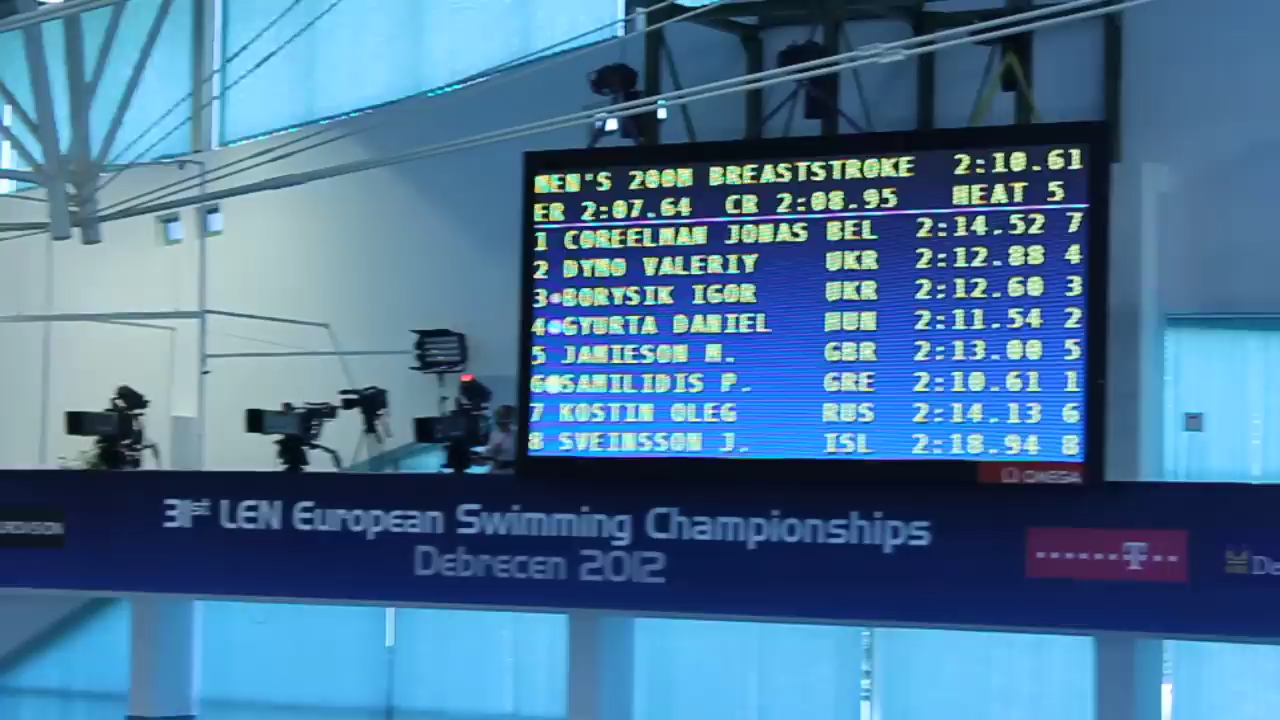 MEN'S 200M BREASTSTROKE 2:10.61
ER 2:07.64 CR 2:08.95 HEAT 5
1 COREELMAN JONAS BEL 2:14.52 7
2 DYMO VALERIY UKR 2:12.88 4
3 BORYSIK IGOR UKR 2:12.60 3
4 GYURTA DANIEL HUN 2:11.54 2
5 JAMIESON M. GBR 2:13.00 5
6 SAMILIDIS P. GRE 2:10.61 1
7 KOSTIN OLEG RUS 2:14.13 6
8 SVEINSSON J. ISL 2:18.94 8
Ω OMEGA
31st LEN European Swimming Championships
Debrecen 2012
T
De